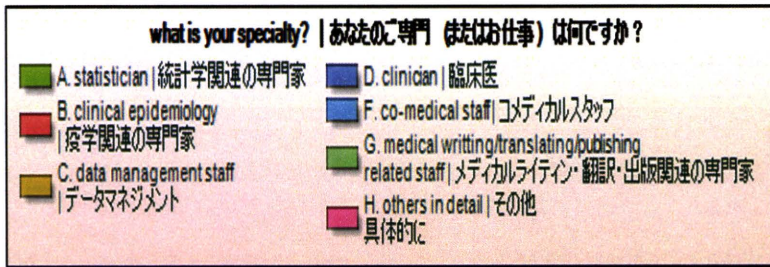 what is your specialty? | あなたのご専門 (またはお仕事) は何ですか?
A. statistician | 統計学関連の専門家
B. clinical epidemiology
| 疫学関連の専門家
C. data management staff
| データマネジメント
D. clinician | 臨床医
F. co-medical staff | コメディカルスタッフ
G. medical writting/translating/publishing
related staff | メディカルライティン・翻訳・出版関連の専門家
H. others in detail | その他
具体的に